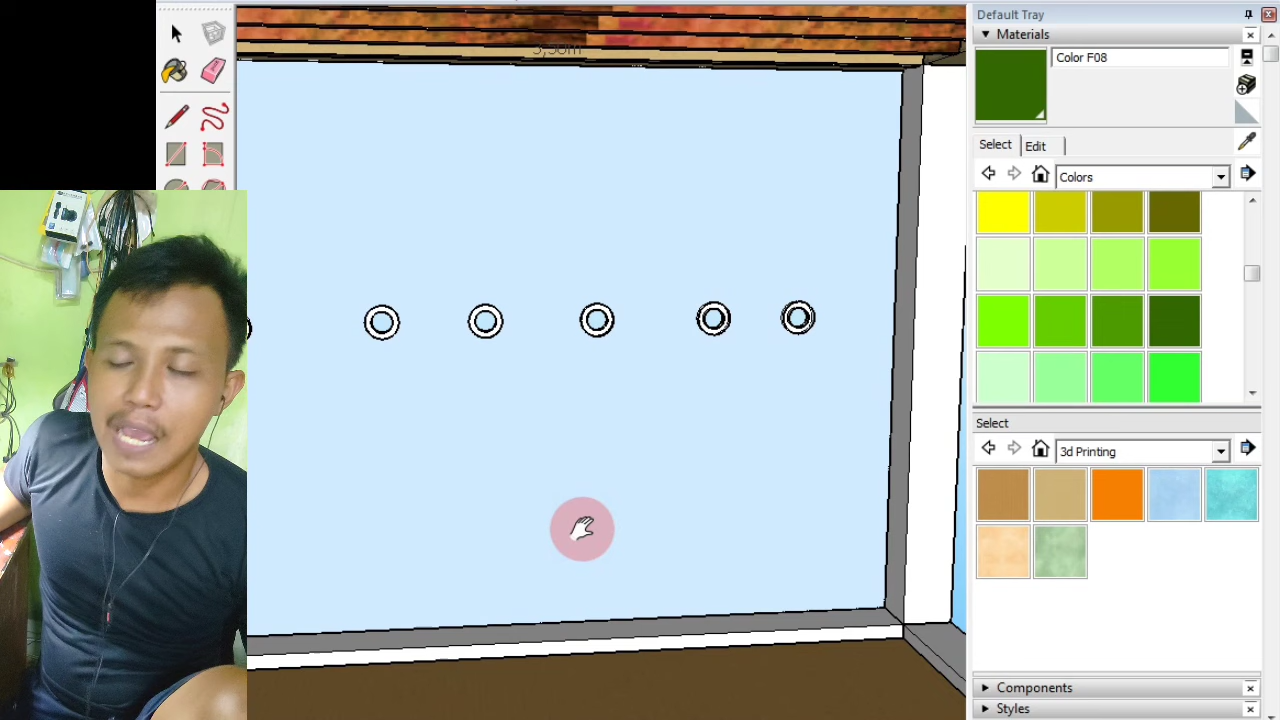 Default Tray
Materials
Color F08
Select
Edit
Colors
Select
3d Printing
Components
Styles